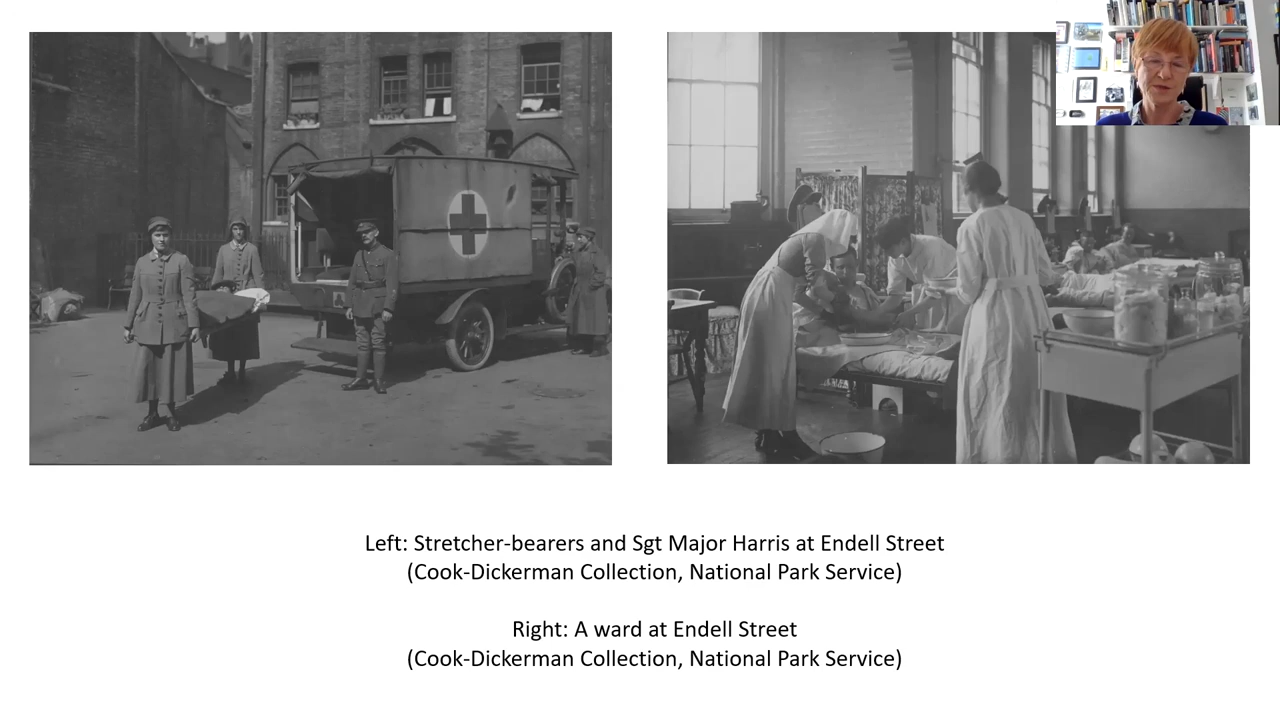 Left: Stretcher-bearers and Sgt Major Harris at Endell Street
(Cook-Dickerman Collection, National Park Service)
Right: A ward at Endell Street
(Cook-Dickerman Collection, National Park Service)